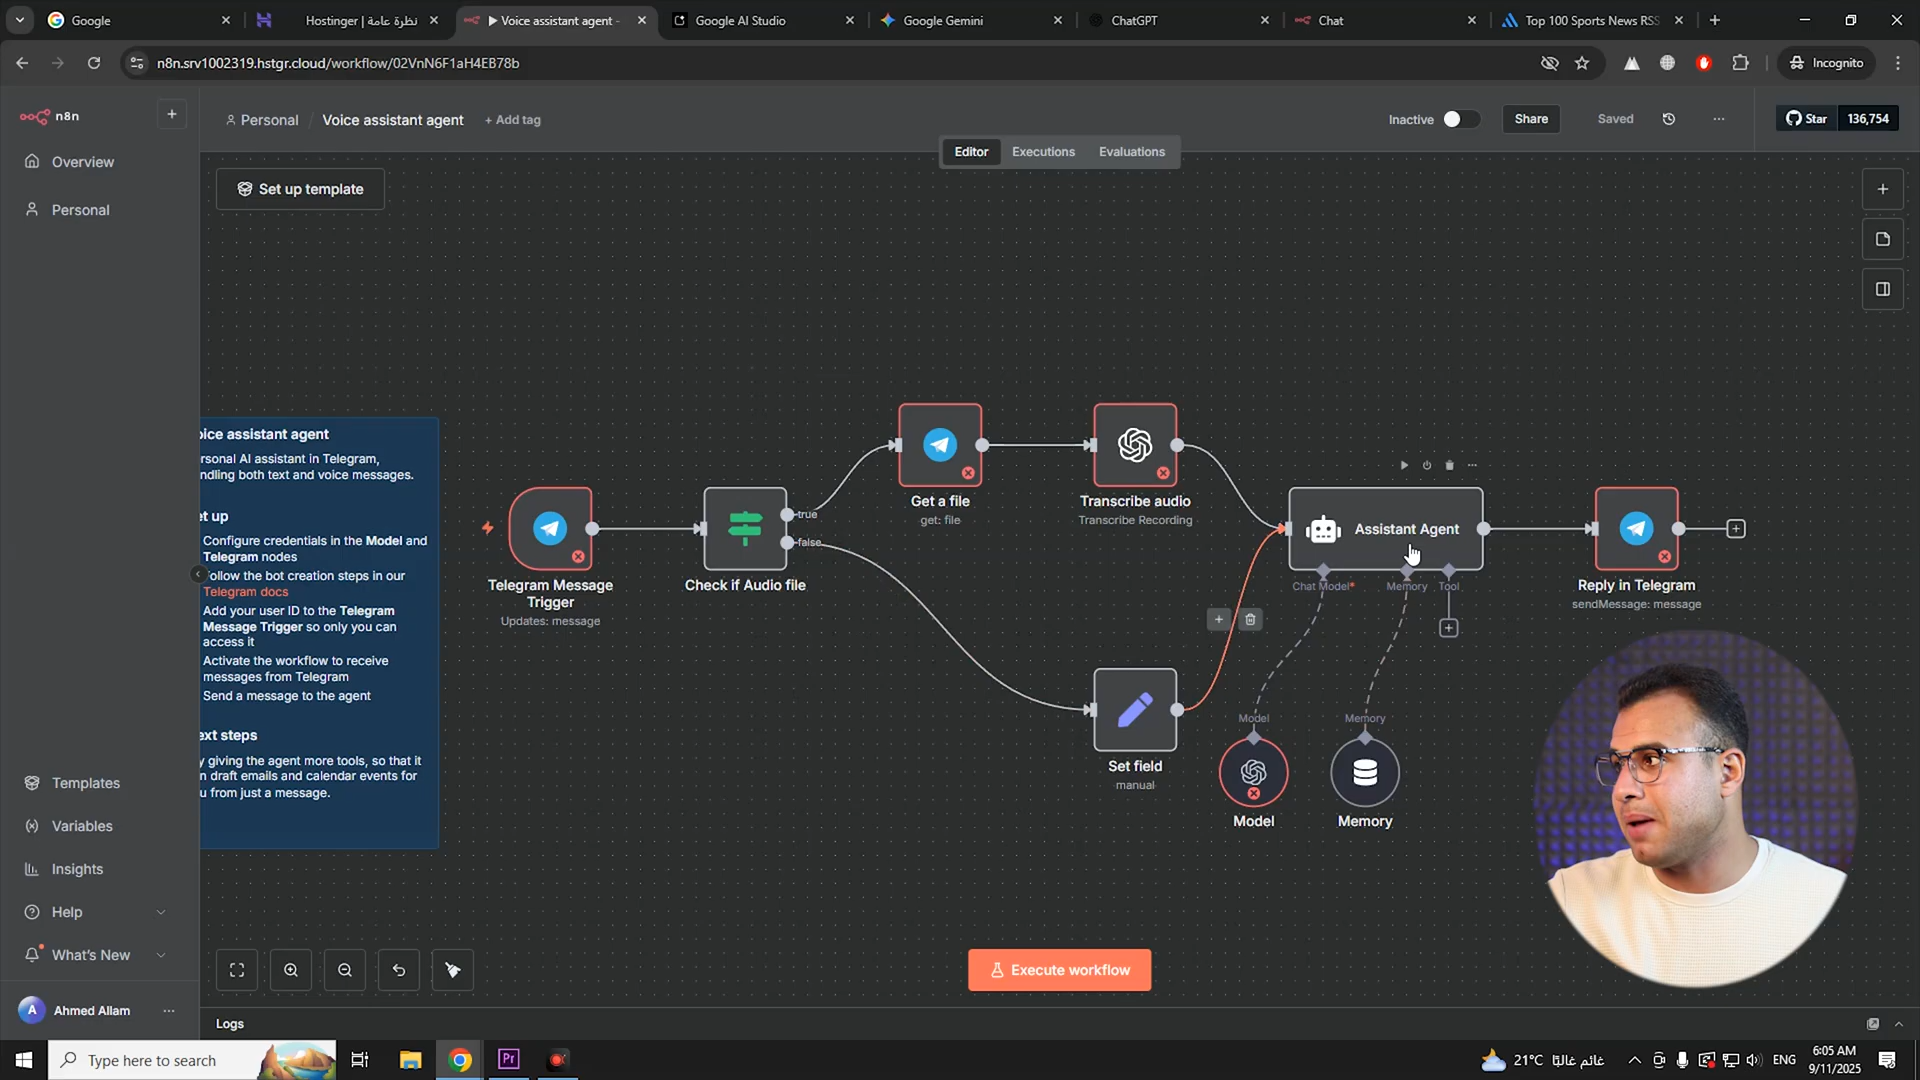 Google
Hostinger | نظرة عامة
▶ Voice assistant agent -
Google AI Studio
Google Gemini
ChatGPT
Chat
Top 100 Sports News RSS
n8n.srv1002319.hstgr.cloud/workflow/02VnN6F1aH4EB78b
Incognito
n8n
Personal / Voice assistant agent + Add tag
Inactive
Share
Saved
...
Star 136,754
Editor
Executions
Evaluations
Overview
Personal
Set up template
oice assistant agent
rsonal AI assistant in Telegram,
ndling both text and voice messages.
et up
Configure credentials in the Model and
Telegram nodes
Follow the bot creation steps in our
Telegram docs
Add your user ID to the Telegram
Message Trigger so only you can
access it
Activate the workflow to receive
messages from Telegram
Send a message to the agent
ext steps
y giving the agent more tools, so that it
n draft emails and calendar events for
u from just a message.
Telegram Message
Trigger
Updates: message
Check if Audio file
true
false
Get a file
get: file
Transcribe audio
Transcribe Recording
Set field
manual
Assistant Agent
Chat Model*
Memory
Tool
Model
Model
Memory
Memory
Reply in Telegram
sendMessage: message
Templates
Variables
Insights
Help
What's New
A
Ahmed Allam
...
Execute workflow
Logs
Type here to search
Pr
21°C غائم غالبًا
ENG
6:05 AM
9/11/2025